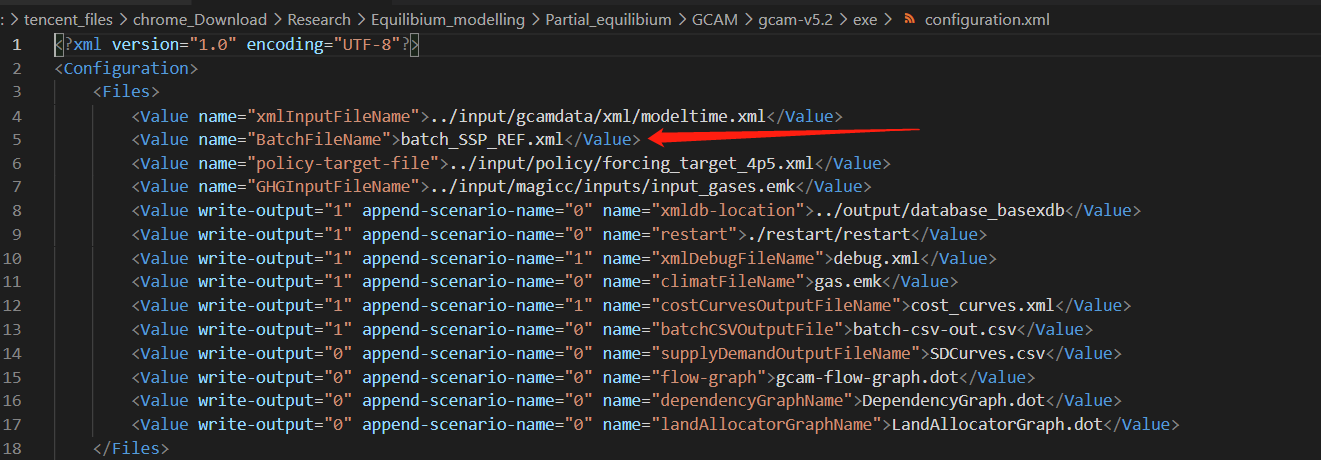 : > tencent_files > chrome_Download > Research > Equilibium_modelling > Partial_equilibium > GCAM > gcam-v5.2 > exe > configuration.xml
1 <?xml version="1.0" encoding="UTF-8"?>
2 <Configuration>
3 <Files>
4 <Value name="xmlInputFileName">../input/gcamdata/xml/modeltime.xml</Value>
5 <Value name="BatchFileName">batch_SSP_REF.xml</Value>
6 <Value name="policy-target-file">../input/policy/forcing_target_4p5.xml</Value>
7 <Value name="GHGInputFileName">../input/magicc/inputs/input_gases.emk</Value>
8 <Value write-output="1" append-scenario-name="0" name="xmldb-location">../output/database_basexdb</Value>
9 <Value write-output="1" append-scenario-name="0" name="restart">./restart/restart</Value>
10 <Value write-output="1" append-scenario-name="1" name="xmlDebugFileName">debug.xml</Value>
11 <Value write-output="1" append-scenario-name="0" name="climatFileName">gas.emk</Value>
12 <Value write-output="1" append-scenario-name="1" name="costCurvesOutputFileName">cost_curves.xml</Value>
13 <Value write-output="1" append-scenario-name="0" name="batchCSVOutputFile">batch-csv-out.csv</Value>
14 <Value write-output="0" append-scenario-name="0" name="supplyDemandOutputFileName">SDCurves.csv</Value>
15 <Value write-output="0" append-scenario-name="0" name="flow-graph">gcam-flow-graph.dot</Value>
16 <Value write-output="0" append-scenario-name="0" name="dependencyGraphName">DependencyGraph.dot</Value>
17 <Value write-output="0" append-scenario-name="0" name="landAllocatorGraphName">LandAllocatorGraph.dot</Value>
18 </Files>